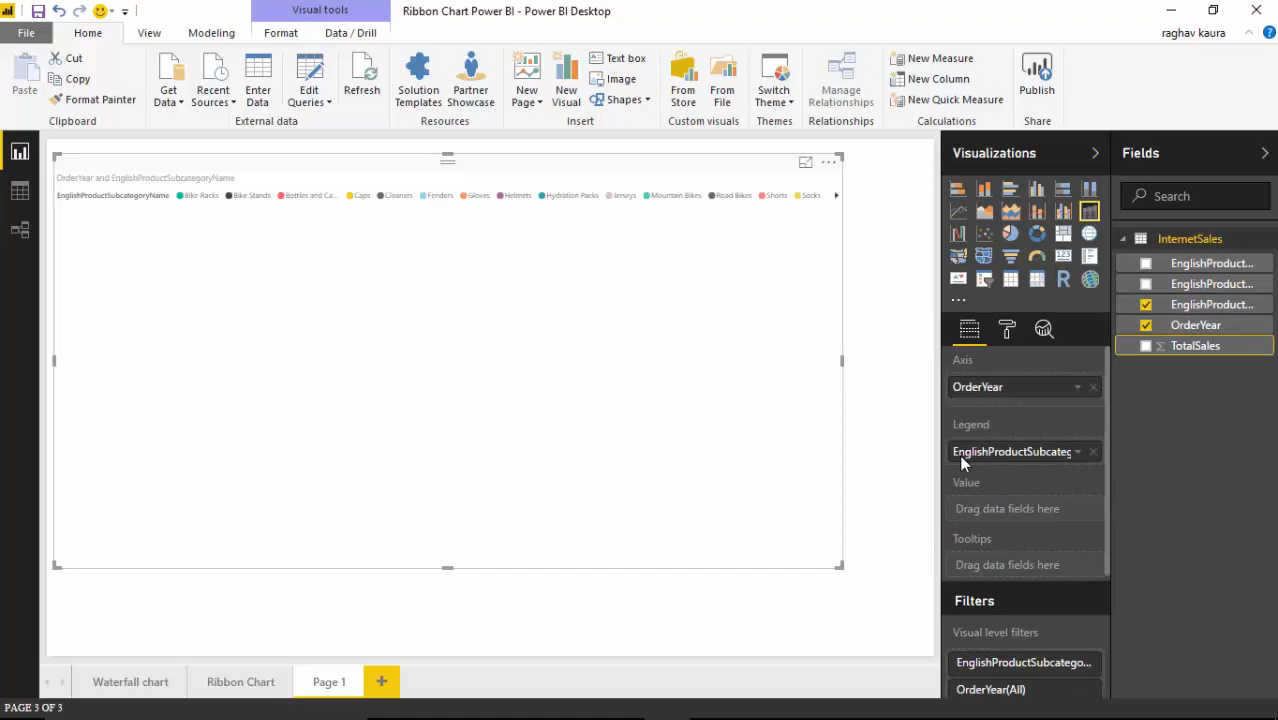 Visual tools
Ribbon Chart Power BI - Power BI Desktop
File
Home
View
Modeling
Format
Data / Drill
raghav kaura
Paste
Cut
Copy
Format Painter
Clipboard
Get Data
Recent Sources
Enter Data
Edit Queries
Refresh
External data
Solution Templates
Partner Showcase
Resources
New Page
New Visual
Text box
Image
Shapes
Insert
From Store
From File
Custom visuals
Switch Theme
Themes
Manage Relationships
Relationships
New Measure
New Column
New Quick Measure
Calculations
Publish
Share
OrderYear and EnglishProductSubcategoryName
EnglishProductSubcategoryName Bike Racks Bike Stands Bottles and Ca... Caps Cleaners Fenders Gloves Helmets Hydration Packs Jerseys Mountain Bikes Road Bikes Shorts Socks
Visualizations
R
123
Axis
OrderYear
Legend
EnglishProductSubcateg
Value
Drag data fields here
Tooltips
Drag data fields here
Filters
Visual level filters
EnglishProductSubcatego...
OrderYear(All)
Fields
Search
InternetSales
EnglishProduct...
EnglishProduct...
EnglishProduct...
OrderYear
Σ TotalSales
Waterfall chart
Ribbon Chart
Page 1
PAGE 3 OF 3